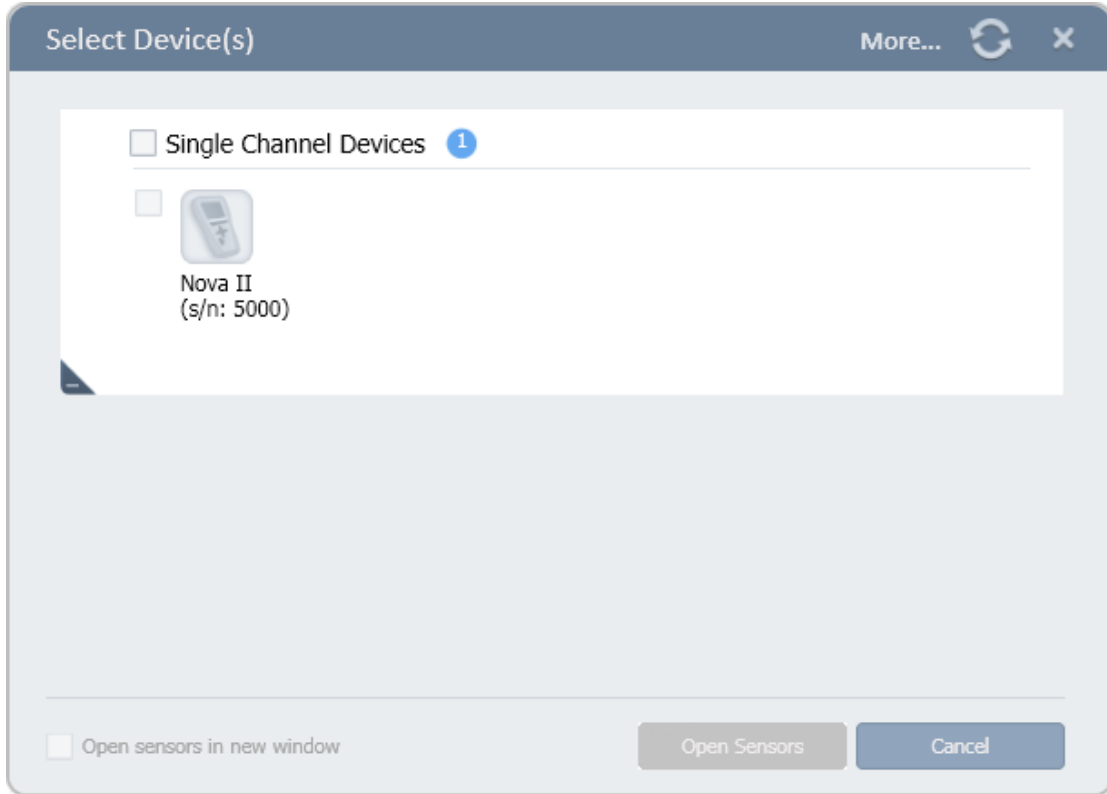 Select Device(s) More...
Single Channel Devices 1
Nova II
(s/n: 5000)
Open sensors in new window Open Sensors Cancel